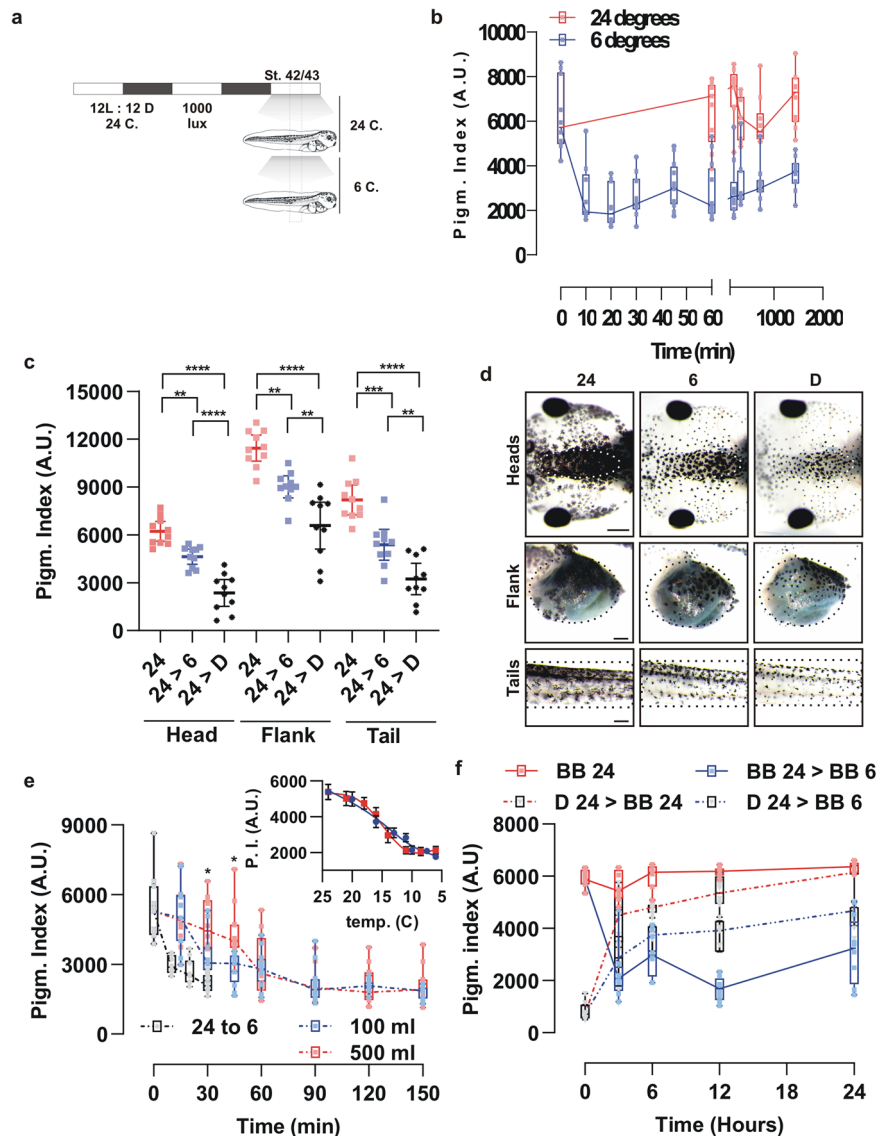 a
St. 42/43
12L : 12 D
24 C.
1000
lux
24 C.
6 C.
b
24 degrees
6 degrees
Pigm. Index (A.U.)
10000
8000
6000
4000
2000
0
0 10 20 30 40 50 60 1000 2000
Time (min)
c
Pigm. Index (A.U.)
15000
12000
9000
6000
3000
0
**** **** ****
** ** ***
**** ** **
24 24 > 6 24 > D 24 24 > 6 24 > D 24 24 > 6 24 > D
Head Flank Tail
d
24 6 D
Heads
Flank
Tails
e
Pigm. Index (A.U.)
9000
6000
3000
0
* *
P. I. (A.U.)
6000
4000
2000
25 20 15 10 5
temp. (C)
24 to 6
100 ml
500 ml
0 30 60 90 120 150
Time (min)
f
BB 24 BB 24 > BB 6
D 24 > BB 24 D 24 > BB 6
Pigm. index (A.U)
8000
6000
4000
2000
0
0 6 12 18 24
Time (Hours)